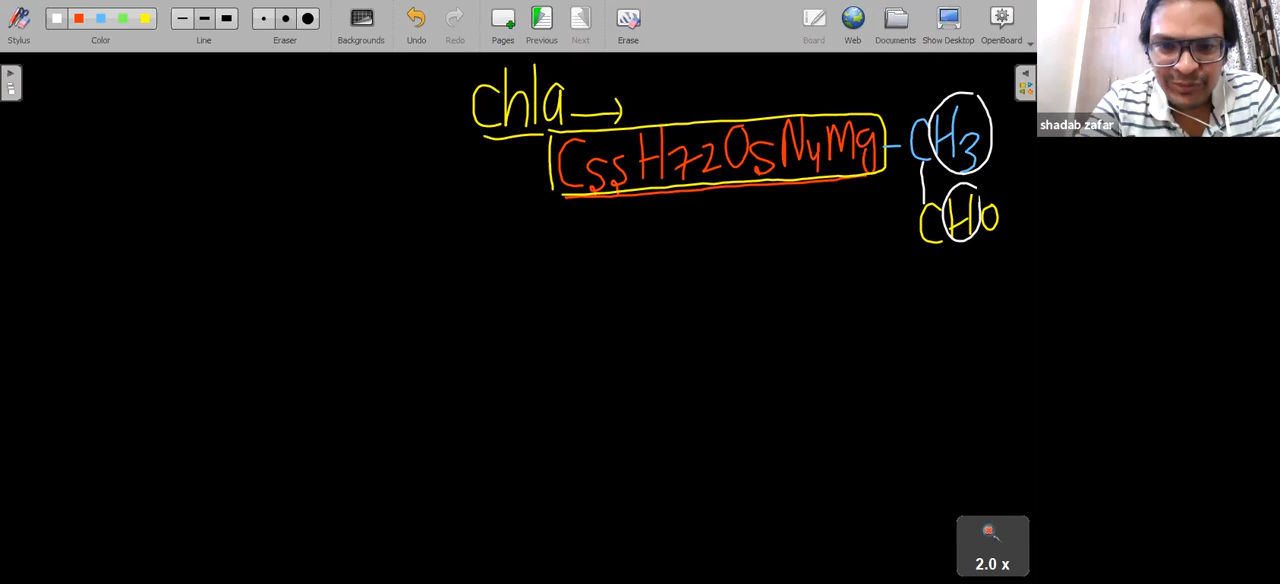 Stylus Color Line Eraser Backgrounds Undo Redo Pages Previous Next Erase Board Web Documents Show Desktop OpenBoard
shadab zafar
chla →
C55H72O5N4Mg - CH3
CHO
2.0 x